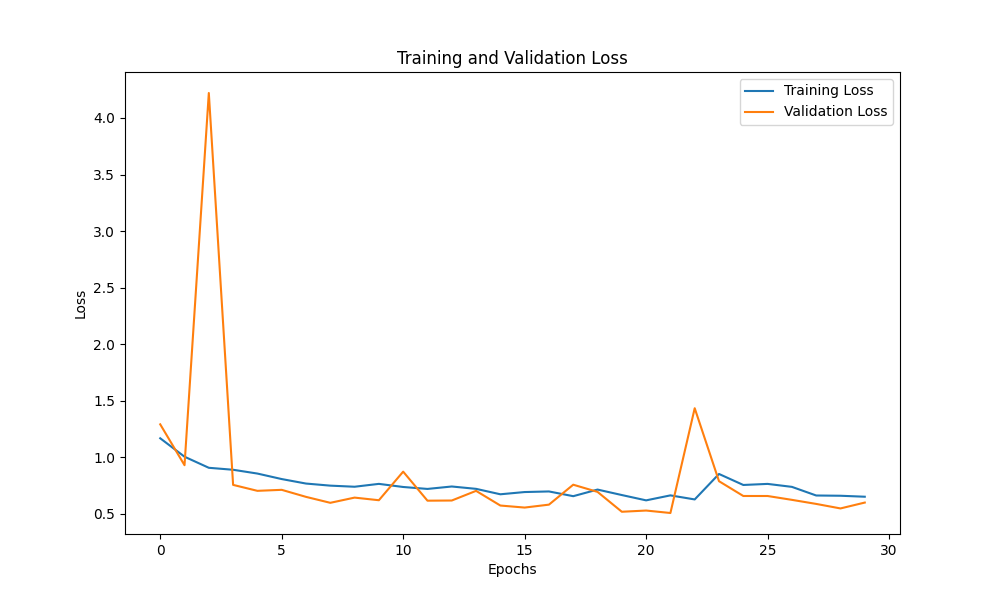 Training and Validation Loss
Training Loss
Validation Loss
4.0
3.5
3.0
2.5
2.0
1.5
1.0
0.5
Loss
0 5 10 15 20 25 30
Epochs